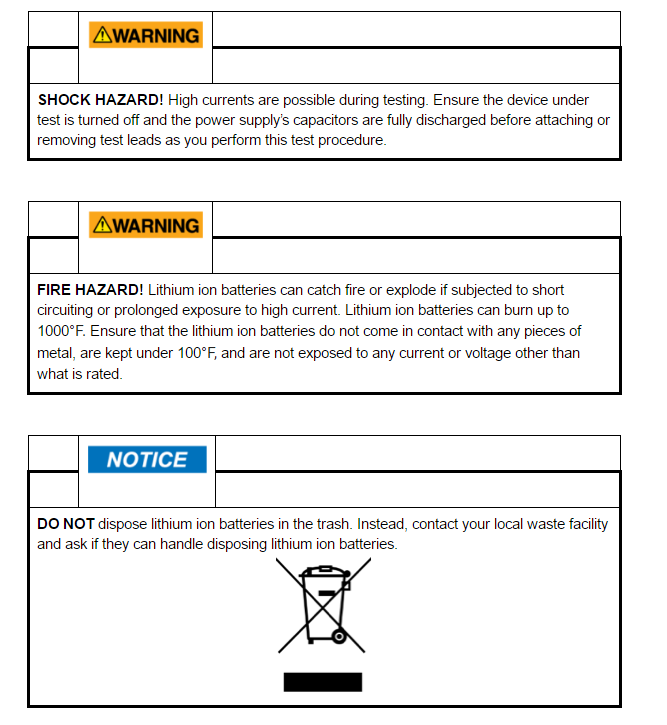 WARNING
SHOCK HAZARD! High currents are possible during testing. Ensure the device under
test is turned off and the power supply's capacitors are fully discharged before attaching or
removing test leads as you perform this test procedure.
WARNING
FIRE HAZARD! Lithium ion batteries can catch fire or explode if subjected to short
circuiting or prolonged exposure to high current. Lithium ion batteries can burn up to
1000°F. Ensure that the lithium ion batteries do not come in contact with any pieces of
metal, are kept under 100°F, and are not exposed to any current or voltage other than
what is rated.
NOTICE
DO NOT dispose lithium ion batteries in the trash. Instead, contact your local waste facility
and ask if they can handle disposing lithium ion batteries.